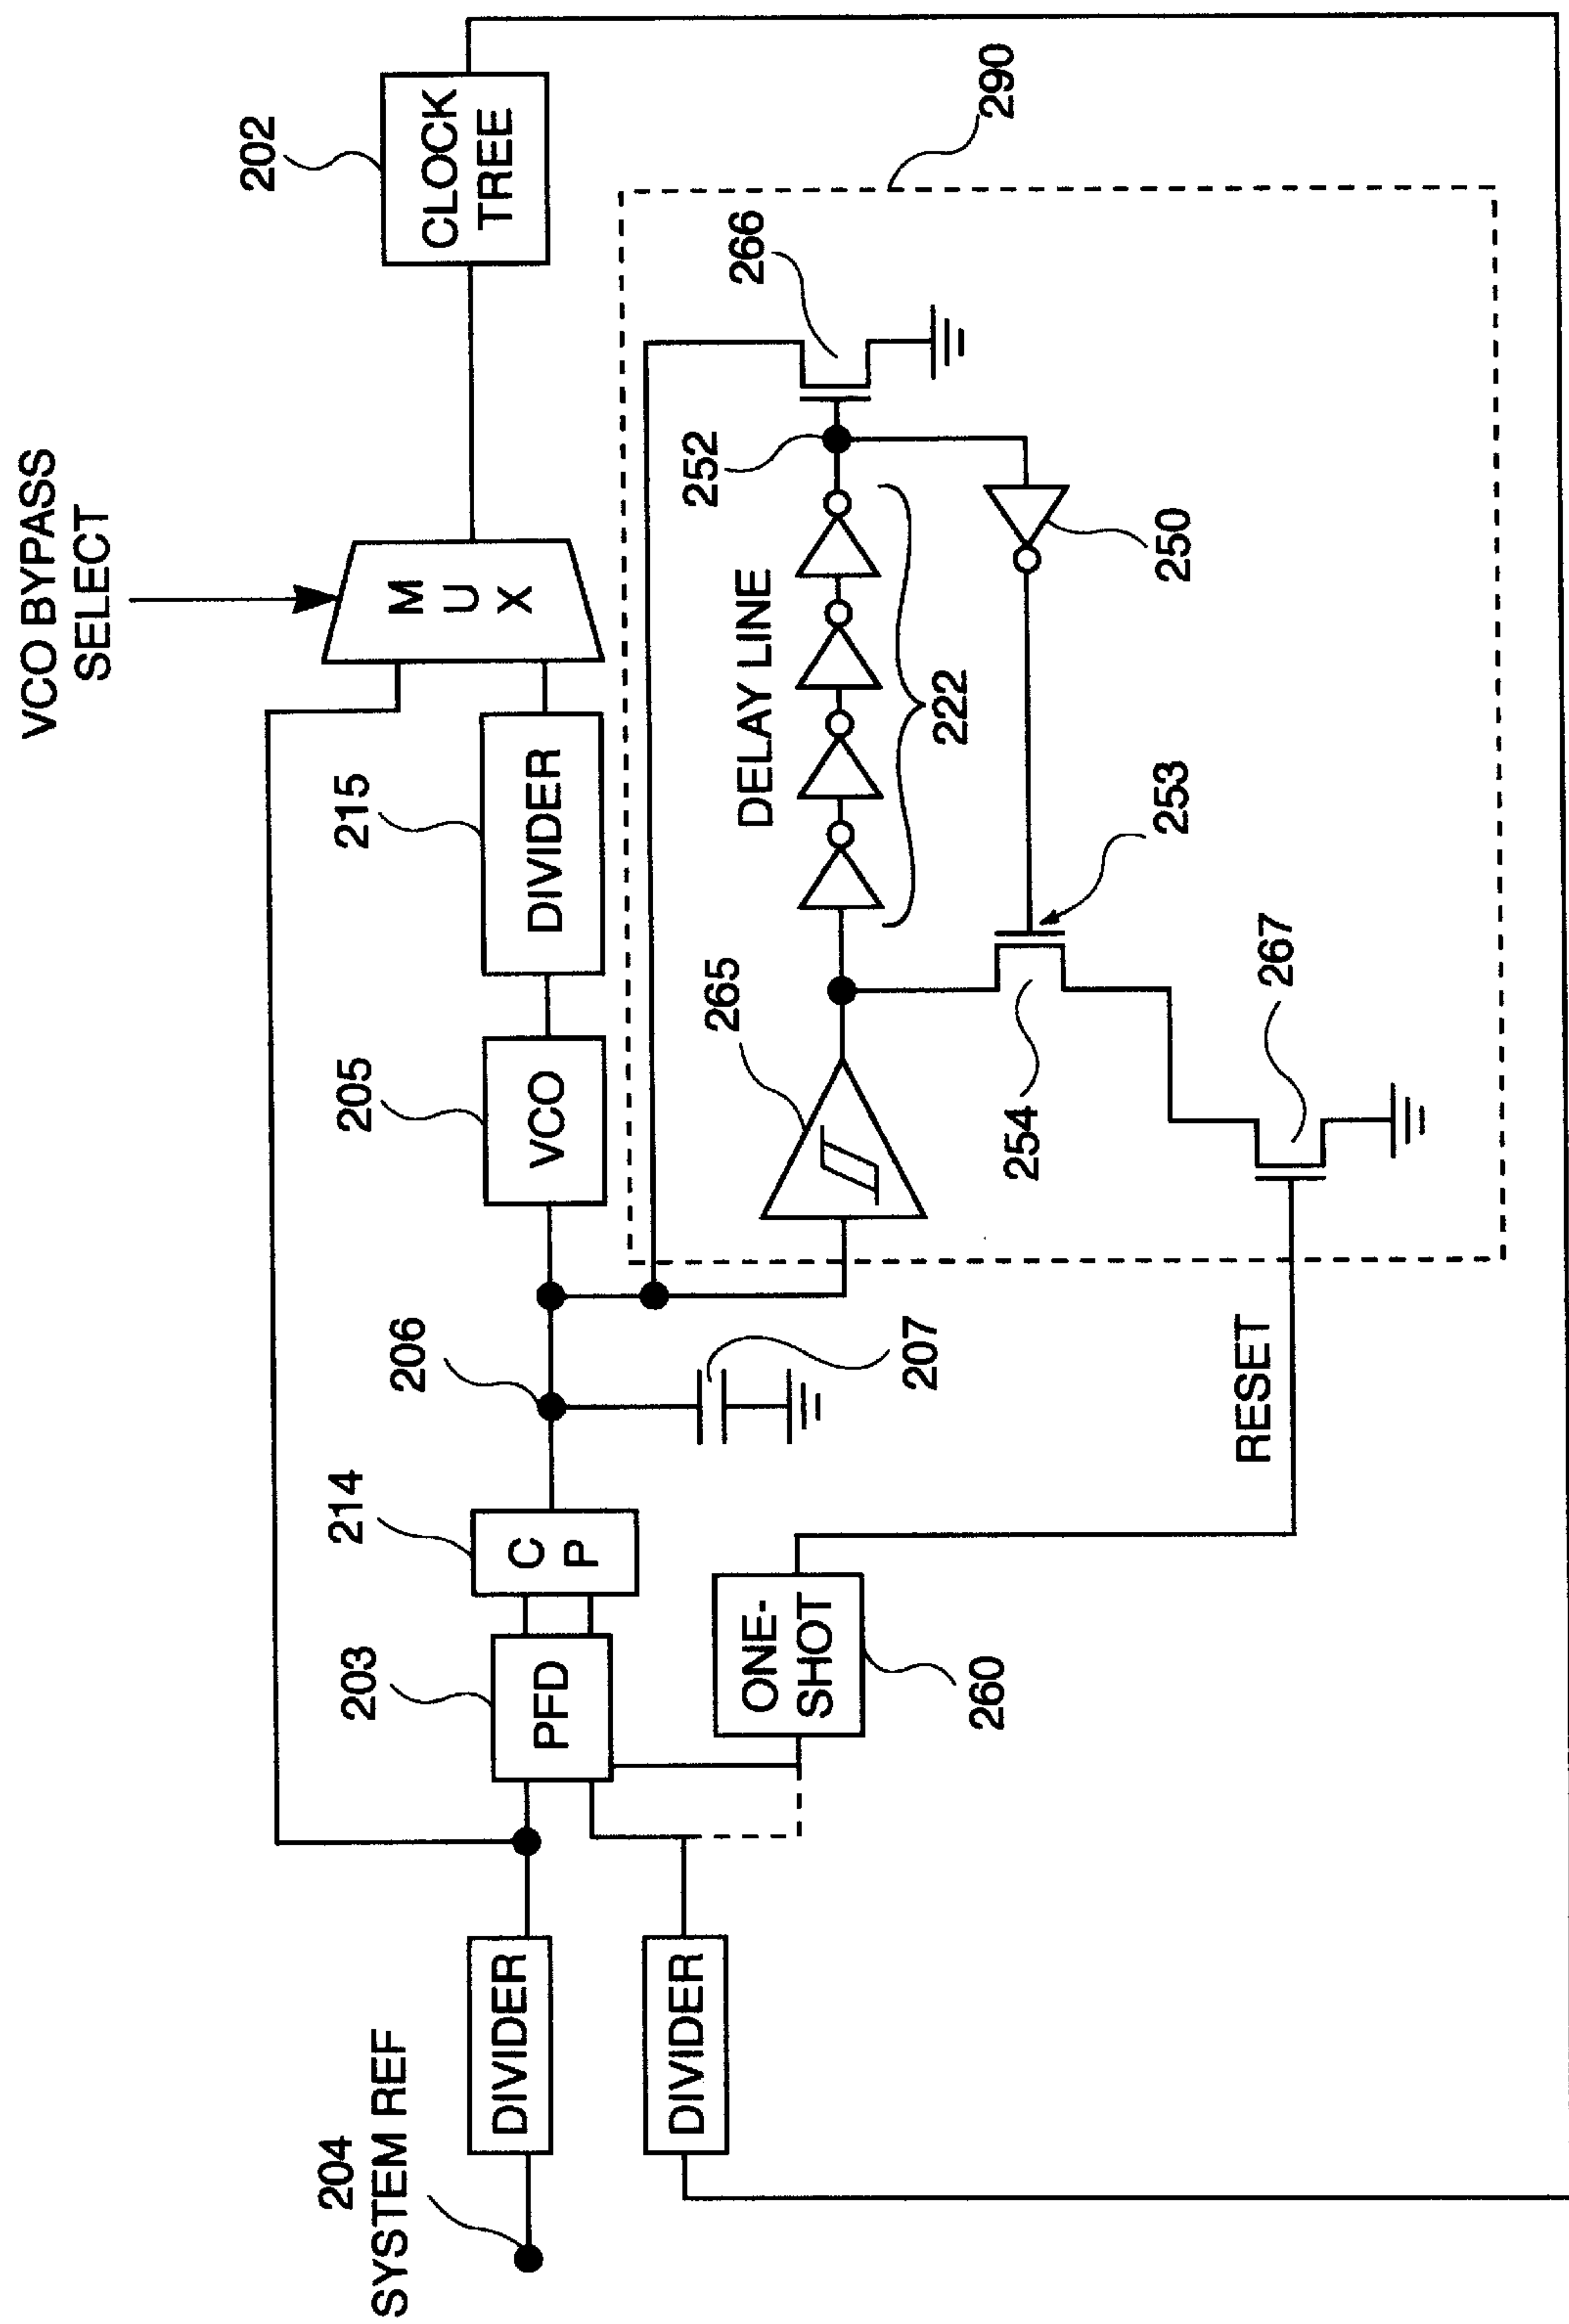 VCO BYPASS
SELECT
202
CLOCK
TREE
M
U
X
215
DIVIDER
205
VCO
206
207
214
C
P
203
PFD
204
SYSTEM REF
DIVIDER
DIVIDER
ONE-
SHOT
260
RESET
290
265
DELAY LINE
222
252
266
250
253
254
267